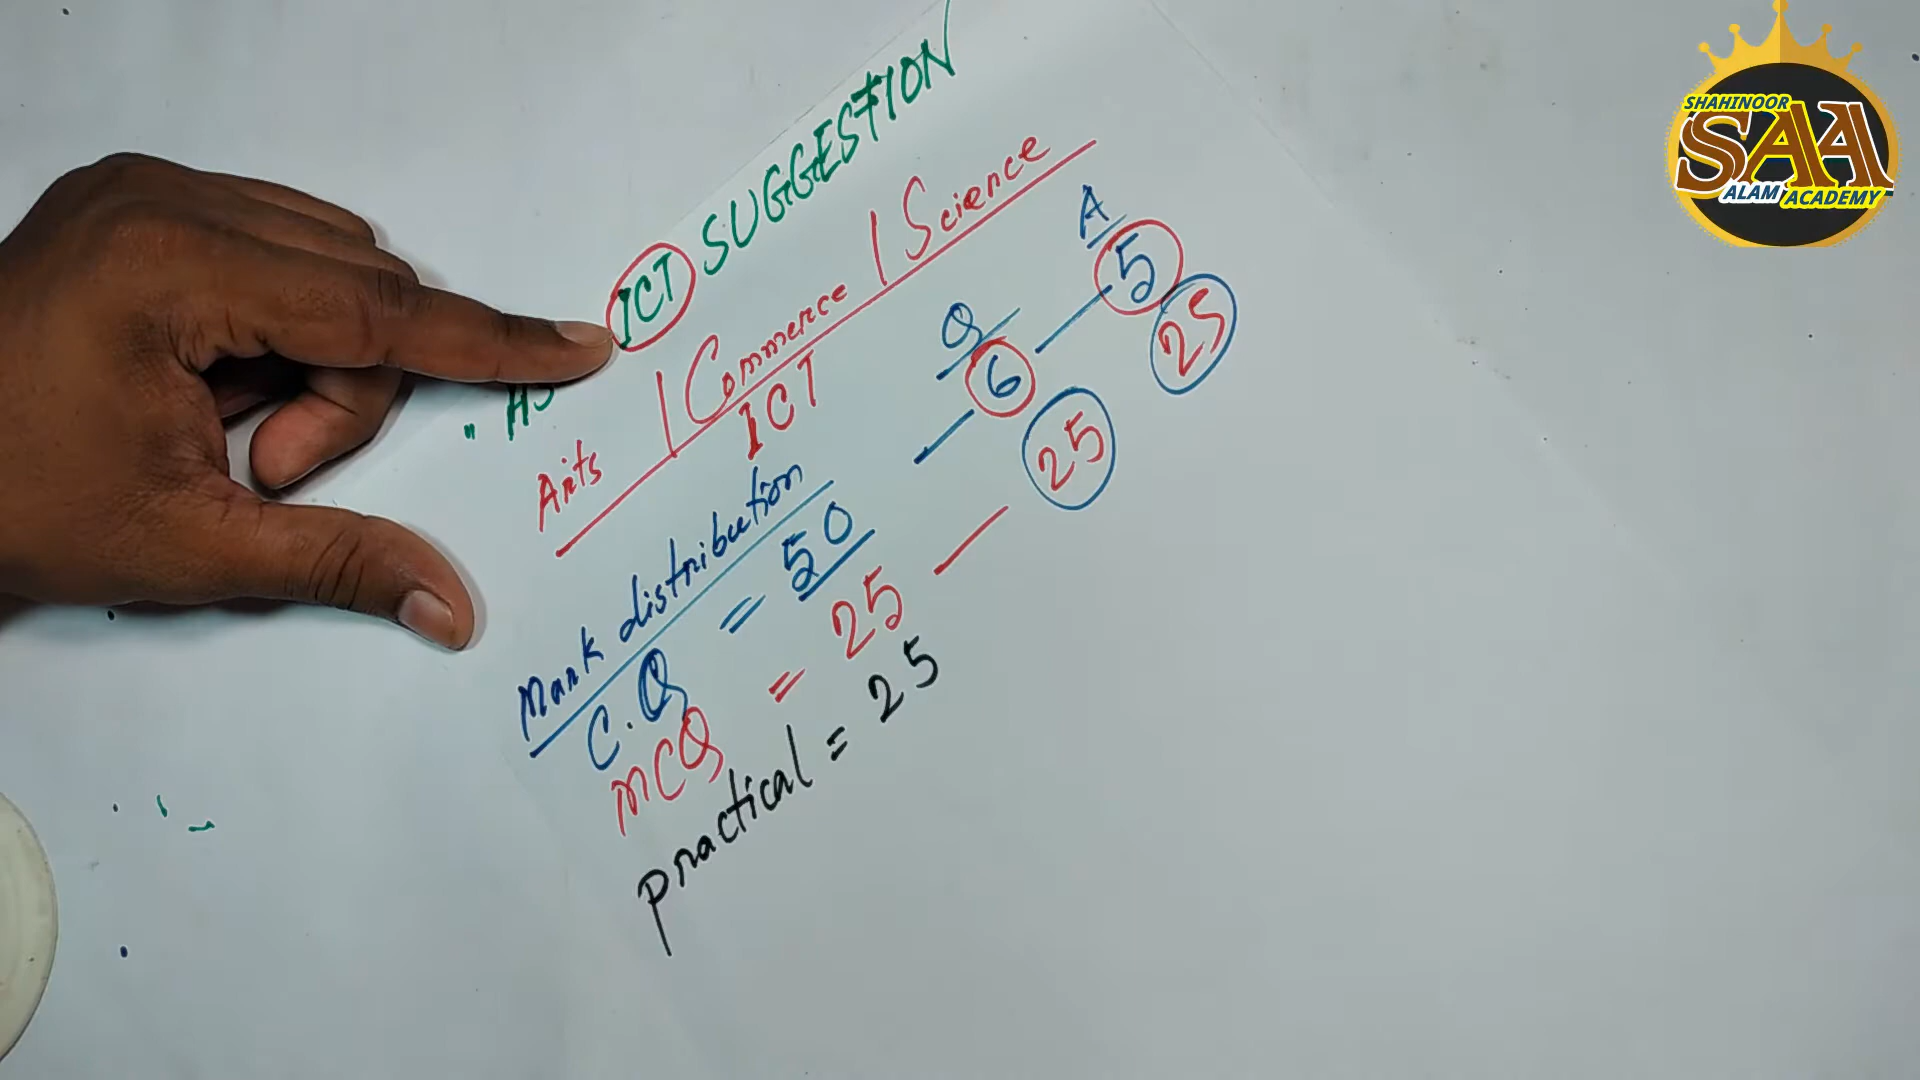 " HS ICT SUGGESTION
Arts | Commerce | Science
ICT
Mark distribution Q A
C.Q = 50 — 6 — 5
MCQ = 25 — 25 25
practical = 25
SHAHINOOR
SAA
ALAM ACADEMY